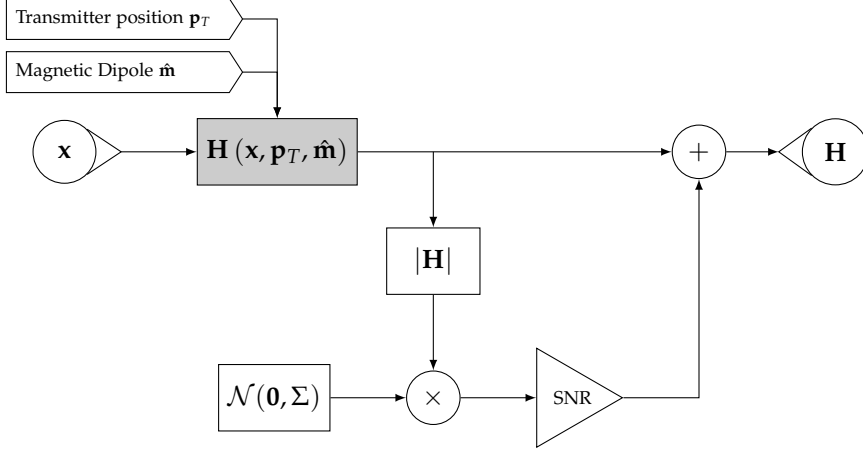 Transmitter position p_T
Magnetic Dipole m̂
x
H (x, p_T, m̂)
+
H
|H|
𝒩(0, Σ)
×
SNR